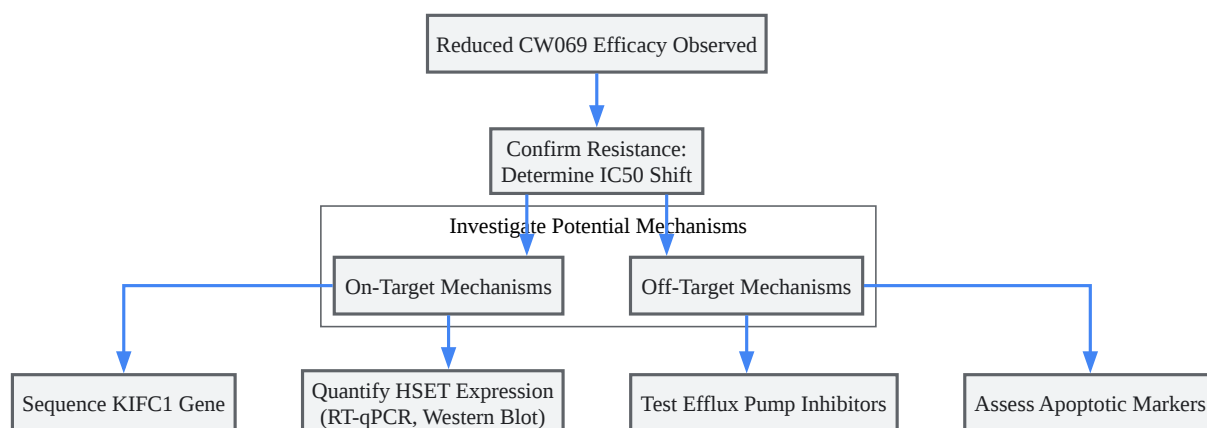 Reduced CW069 Efficacy Observed
Confirm Resistance:
Determine IC50 Shift
Investigate Potential Mechanisms
On-Target Mechanisms
Off-Target Mechanisms
Sequence KIFC1 Gene
Quantify HSET Expression
(RT-qPCR, Western Blot)
Test Efflux Pump Inhibitors
Assess Apoptotic Markers